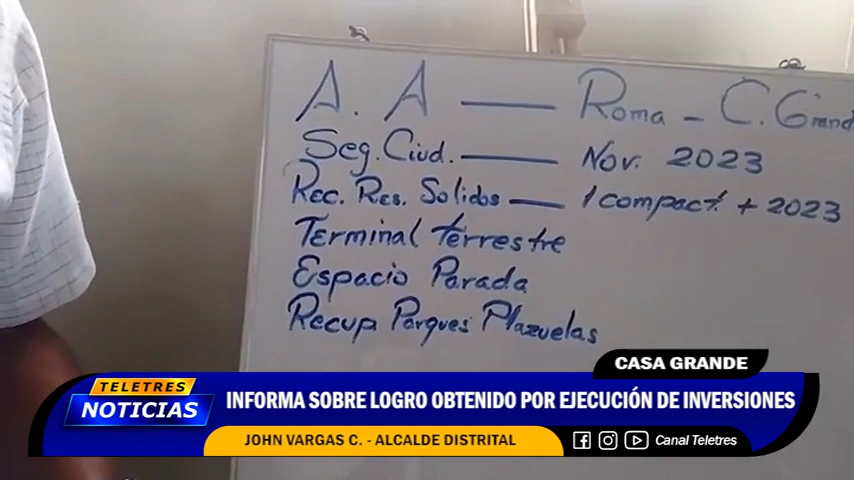 A. A — Roma - C. Grand
Seg. Ciud. — Nov. 2023
Rec. Res. Solidos — 1 compact. + 2023
Terminal terrestre
Espacio Parada
Recup Parques Plazuelas
CASA GRANDE
TELETRES
NOTICIAS
INFORMA SOBRE LOGRO OBTENIDO POR EJECUCIÓN DE INVERSIONES
JOHN VARGAS C. - ALCALDE DISTRITAL
Canal Teletres